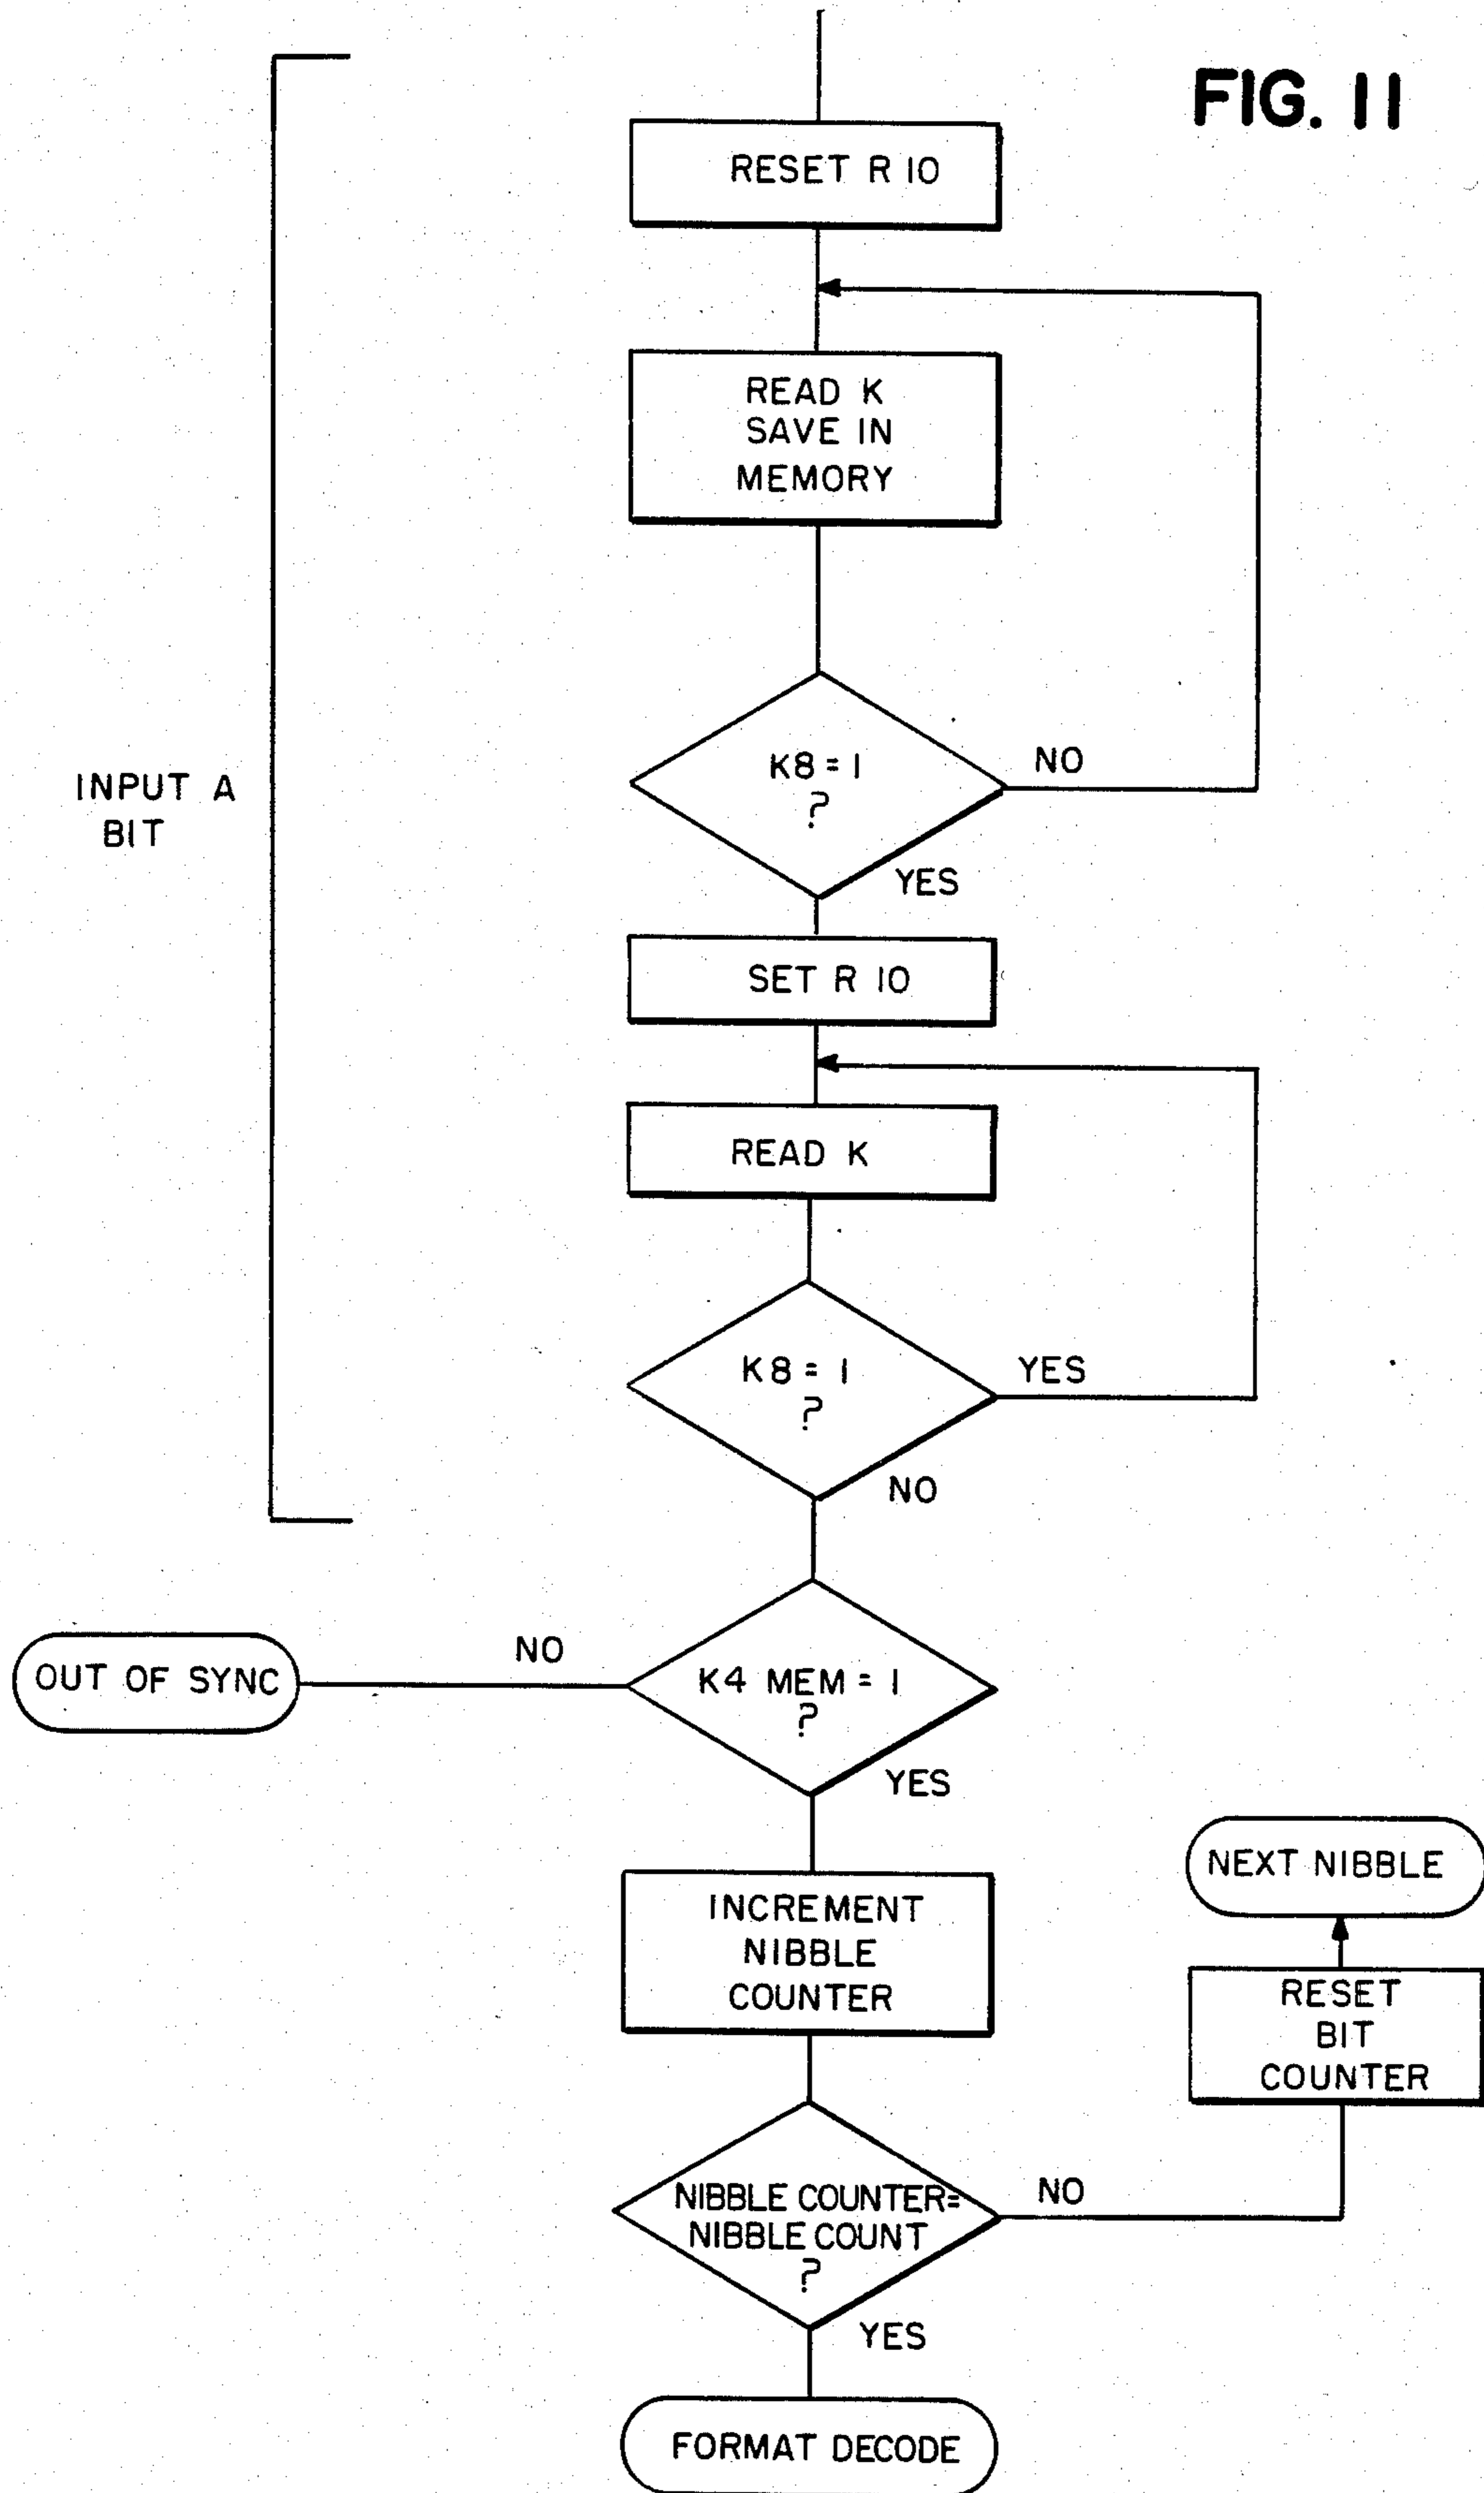 FIG. 11
RESET R 10
READ K
SAVE IN
MEMORY
K8 = 1
?
NO
YES
INPUT A
BIT
SET R 10
READ K
K8 = 1
?
YES
NO
K4 MEM = 1
?
NO
OUT OF SYNC
YES
INCREMENT
NIBBLE
COUNTER
NEXT NIBBLE
RESET
BIT
COUNTER
NIBBLE COUNTER=
NIBBLE COUNT
?
NO
YES
FORMAT DECODE